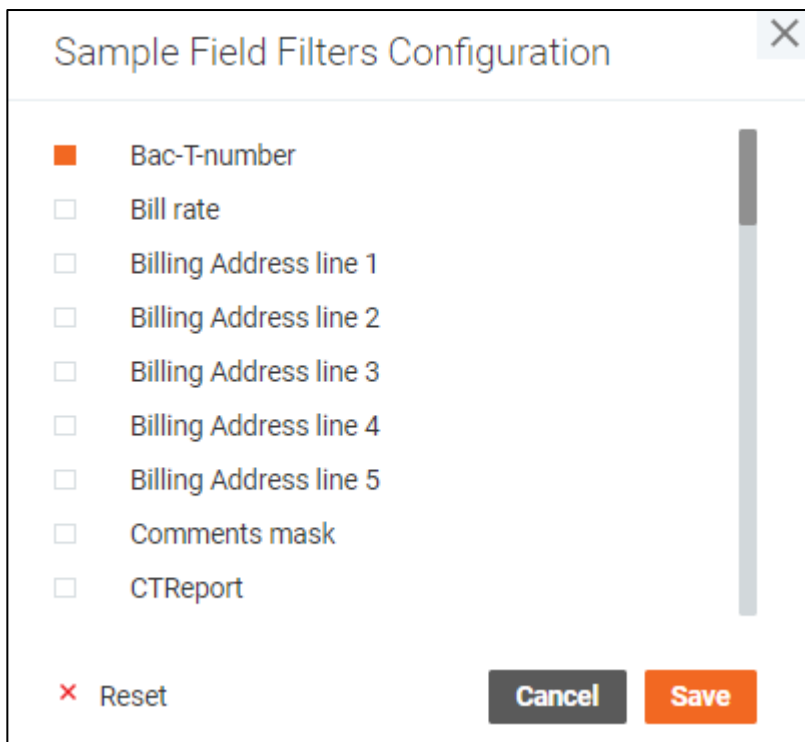 Sample Field Filters Configuration
Bac-T-number
Bill rate
Billing Address line 1
Billing Address line 2
Billing Address line 3
Billing Address line 4
Billing Address line 5
Comments mask
CTReport
Reset
Cancel
Save